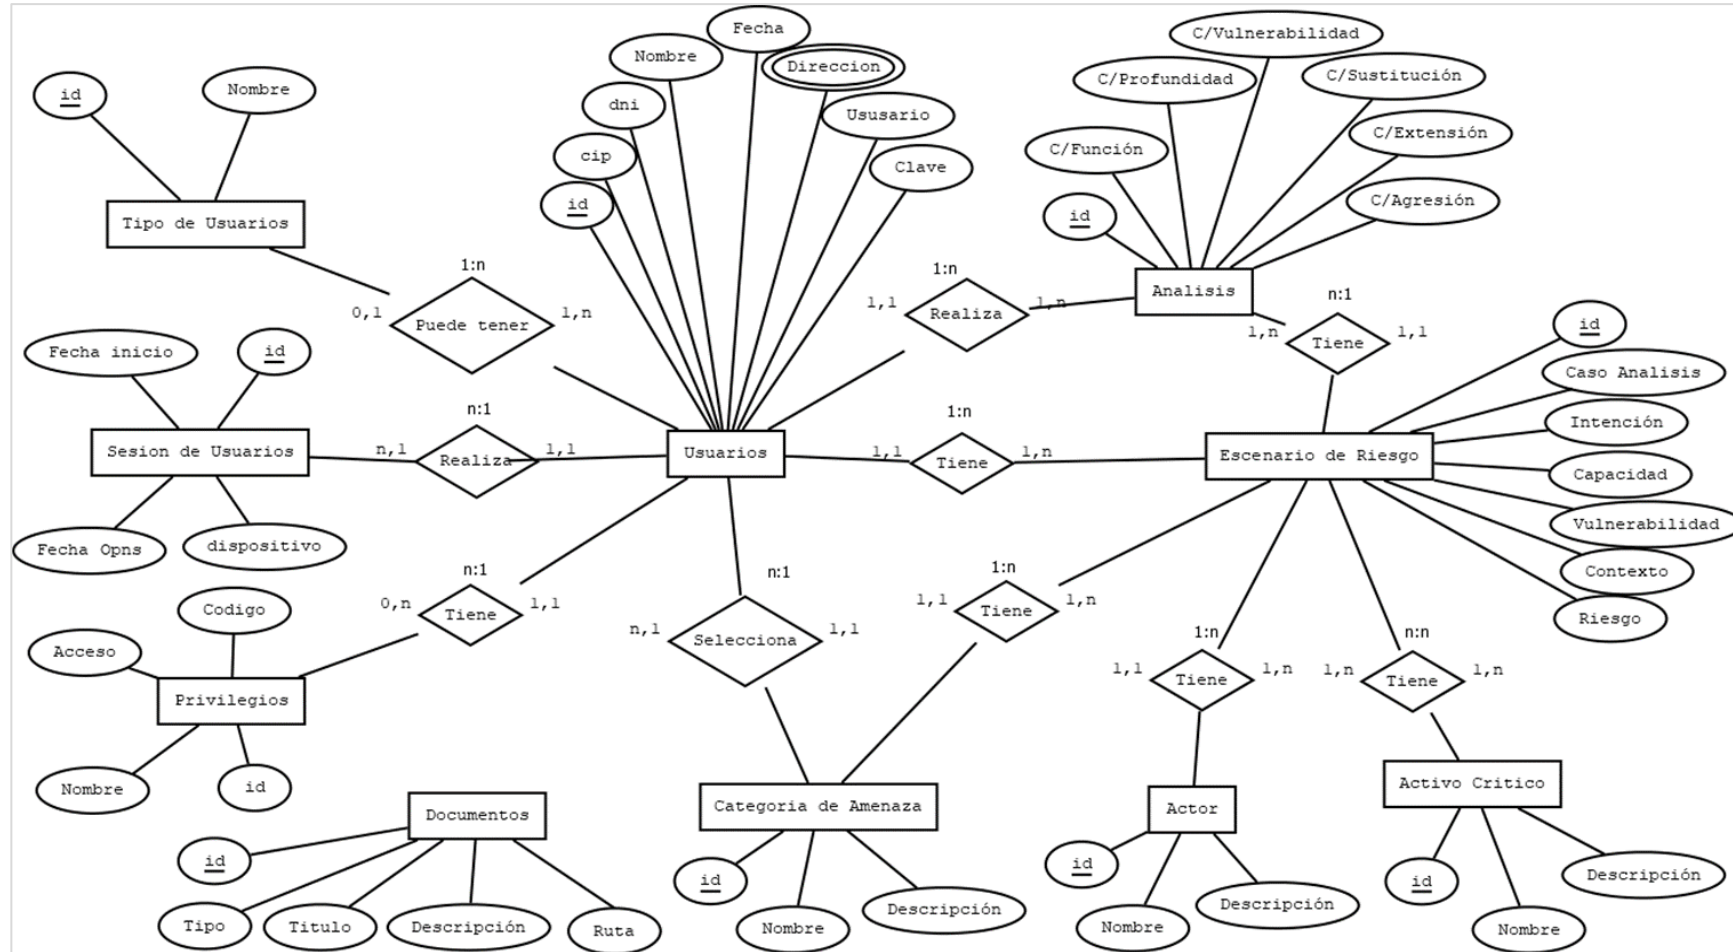 Fecha
C/Vulnerabilidad
Nombre
Direccion
C/Profundidad
C/Sustitución
id
Nombre
dni
Ususario
C/Función
C/Extensión
cip
Clave
id
id
C/Agresión
Tipo de Usuarios
1:n
0,1
Puede tener
1,n
1:n
1,1
Realiza
1,n
Analisis
n:1
1,n
Tiene
1,1
id
Fecha inicio
id
Caso Analisis
Intención
n:1
1:n
Sesion de Usuarios
n,1
Realiza
1,1
Usuarios
1,1
Tiene
1,n
Escenario de Riesgo
Capacidad
Vulnerabilidad
Fecha Opns
dispositivo
n:1
n:1
1:n
Contexto
Codigo
0,n
Tiene
1,1
1,1
Tiene
1,n
Riesgo
Acceso
n,1
Selecciona
1,1
1:n
n:n
1,1
Tiene
1,n
1,n
Tiene
1,n
Privilegios
Nombre
id
Documentos
Categoria de Amenaza
Actor
Activo Critico
id
id
id
id
Descripción
Tipo
Titulo
Descripción
Ruta
Nombre
Descripción
Nombre
Descripción
Nombre